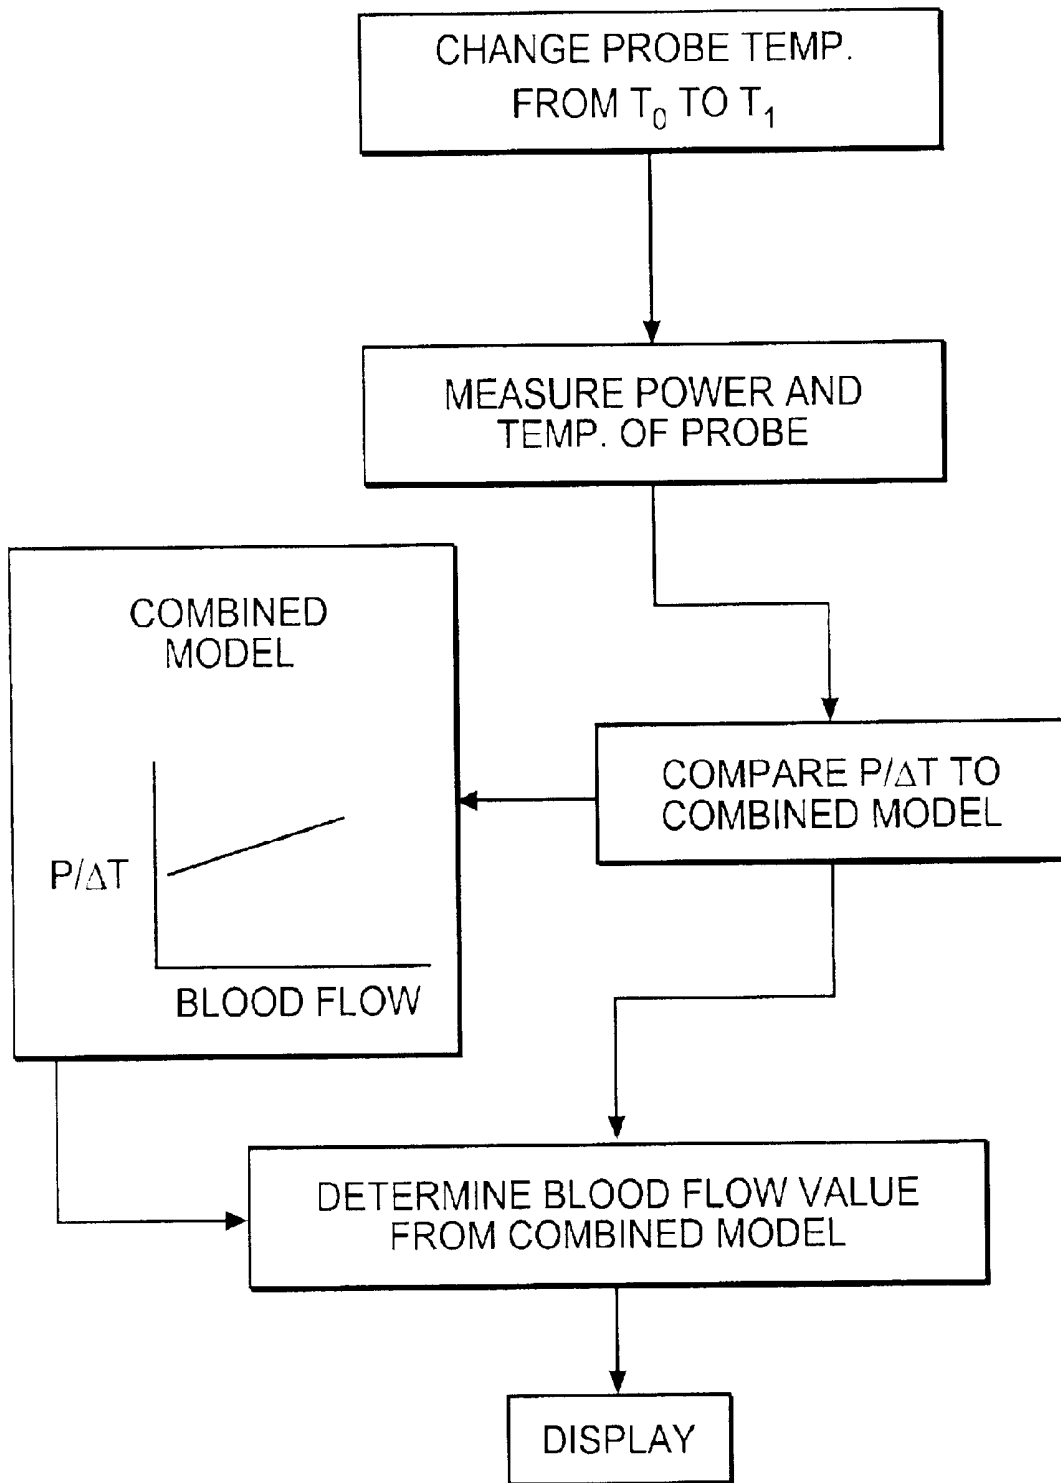 CHANGE PROBE TEMP.
FROM T₀ TO T₁
MEASURE POWER AND
TEMP. OF PROBE
COMBINED
MODEL
P/ΔT
BLOOD FLOW
COMPARE P/ΔT TO
COMBINED MODEL
DETERMINE BLOOD FLOW VALUE
FROM COMBINED MODEL
DISPLAY